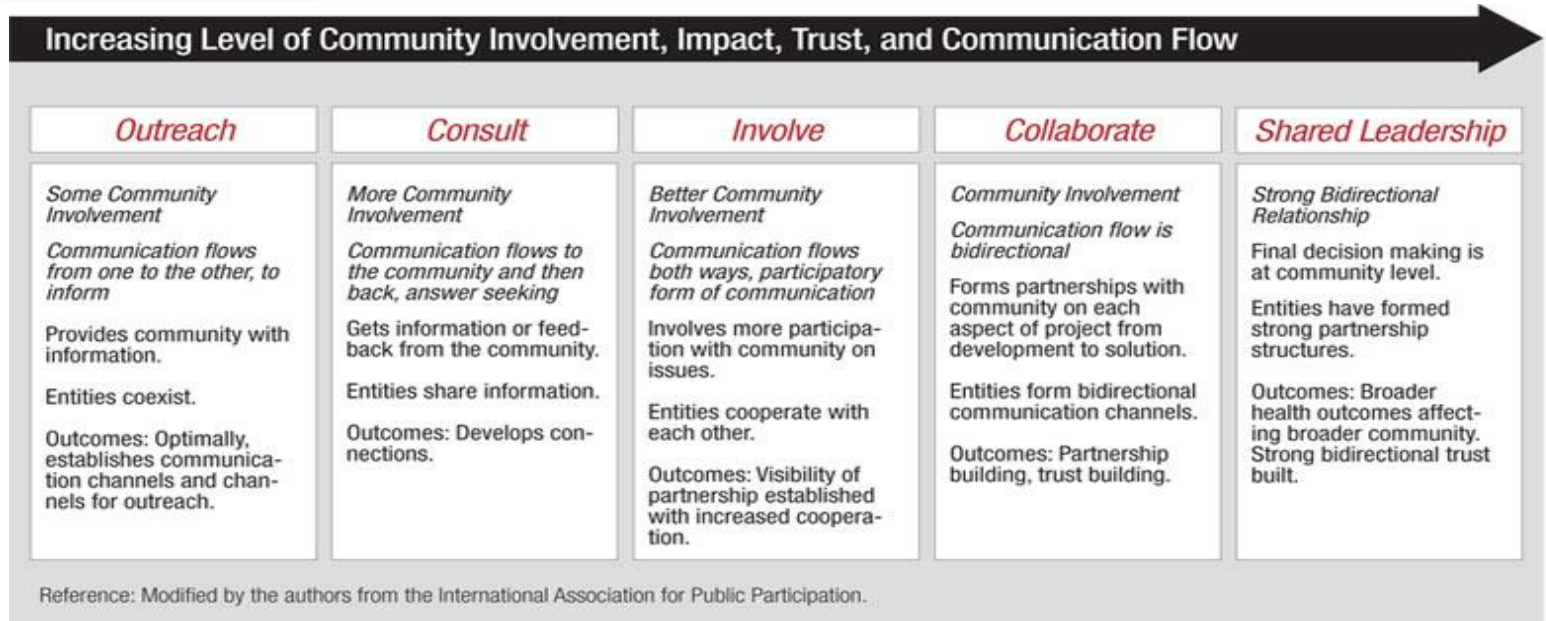 Increasing Level of Community Involvement, Impact, Trust, and Communication Flow
Outreach
Some Community
Involvement
Communication flows
from one to the other, to
inform
Provides community with
information.
Entities coexist.
Outcomes: Optimally,
establishes communica-
tion channels and chan-
nels for outreach.
Consult
More Community
Involvement
Communication flows to
the community and then
back, answer seeking
Gets information or feed-
back from the community.
Entities share information.
Outcomes: Develops con-
nections.
Involve
Better Community
Involvement
Communication flows
both ways, participatory
form of communication
Involves more participa-
tion with community on
issues.
Entities cooperate with
each other.
Outcomes: Visibility of
partnership established
with increased coopera-
tion.
Collaborate
Community Involvement
Communication flow is
bidirectional
Forms partnerships with
community on each
aspect of project from
development to solution.
Entities form bidirectional
communication channels.
Outcomes: Partnership
building, trust building.
Shared Leadership
Strong Bidirectional
Relationship
Final decision making is
at community level.
Entities have formed
strong partnership
structures.
Outcomes: Broader
health outcomes affect-
ing broader community.
Strong bidirectional trust
built.
Reference: Modified by the authors from the International Association for Public Participation.